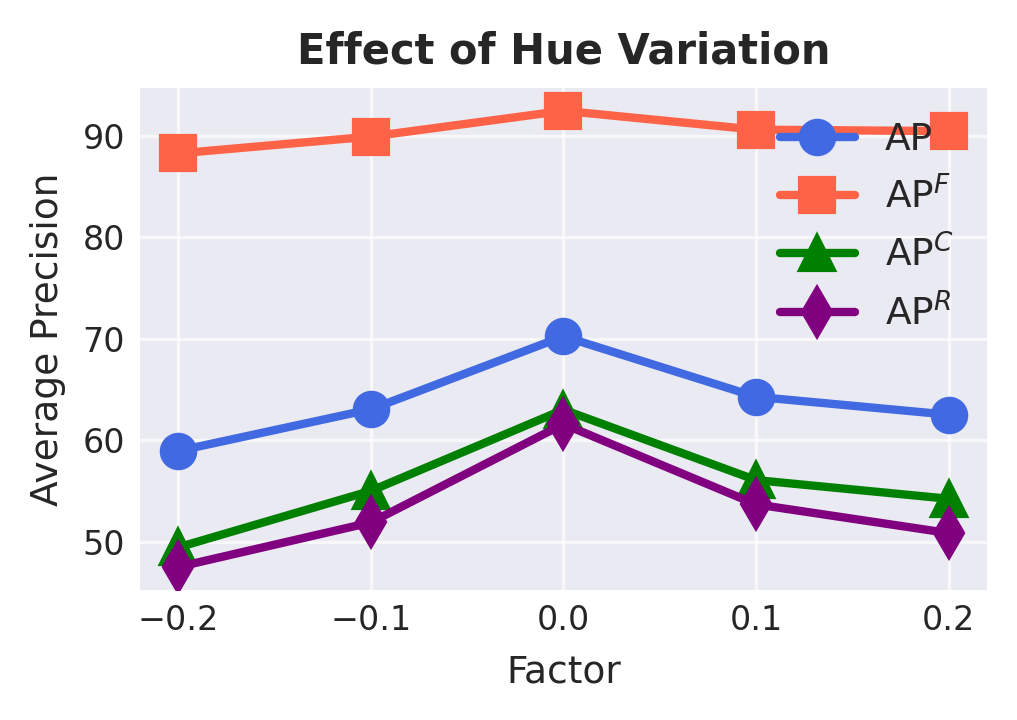 Effect of Hue Variation
Average Precision
90
80
70
60
50
−0.2 −0.1 0.0 0.1 0.2
Factor
AP
AP^F
AP^C
AP^R